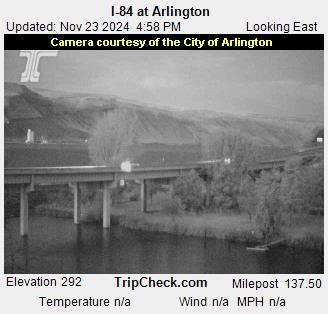 I-84 at Arlington
Updated: Nov 23 2024 4:58 PM Looking East
Camera courtesy of the City of Arlington
Elevation 292 TripCheck.com Milepost 137.50
Temperature n/a Wind n/a MPH n/a